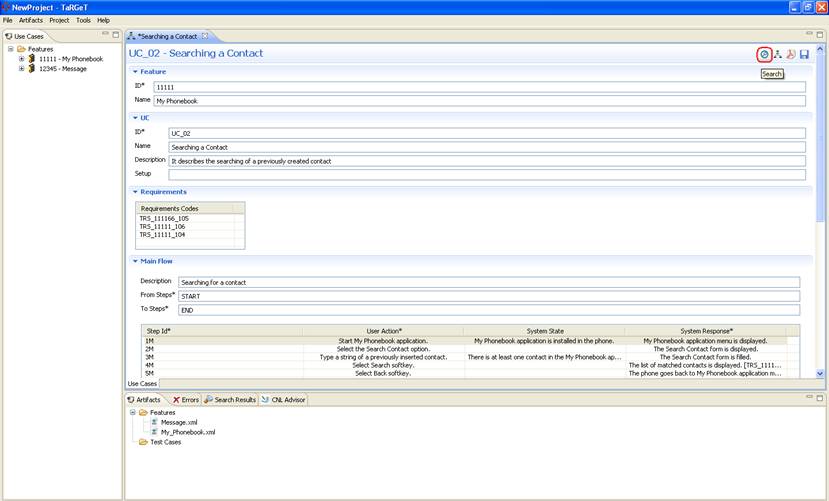 NewProject - TaRGeT
File Artifacts Project Tools Help
Use Cases
Features
11111 - My Phonebook
12345 - Message
*Searching a Contact
UC_02 - Searching a Contact
Search
Feature
ID* 11111
Name My Phonebook
UC
ID* UC_02
Name Searching a Contact
Description It describes the searching of a previously created contact
Setup
Requirements
Requirements Codes
TRS_111166_105
TRS_11111_106
TRS_11111_104
Main Flow
Description Searching for a contact
From Steps* START
To Steps* END
Step Id* User Action* System State System Response*
1M Start My Phonebook application. My Phonebook application is installed in the phone. My Phonebook application menu is displayed.
2M Select the Search Contact option. The Search Contact form is displayed.
3M Type a string of a previously inserted contact. There is at least one contact in the My Phonebook ap... The Search Contact form is filled.
4M Select Search softkey. The list of matched contacts is displayed. [TRS_1111...
5M Select Back softkey. The phone goes back to My Phonebook application m...
Use Cases
Artifacts Errors Search Results CNL Advisor
Features
Message.xml
My_Phonebook.xml
Test Cases